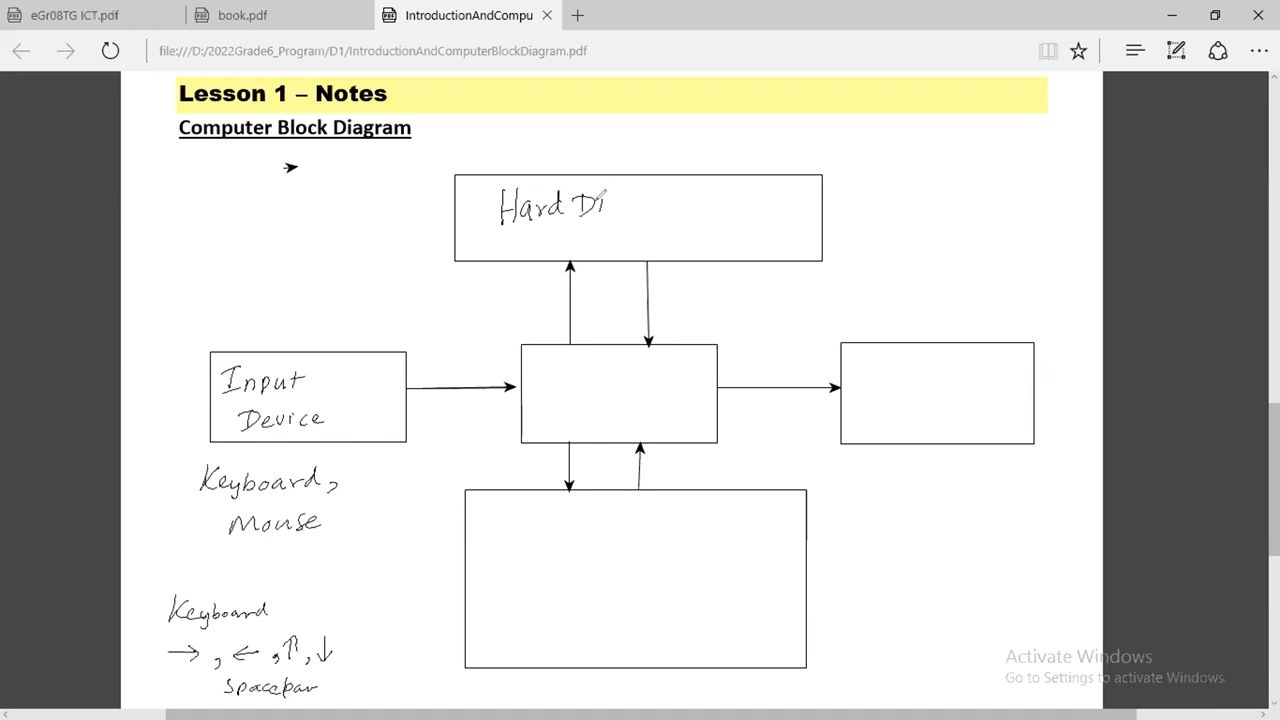 eGr08TG ICT.pdf
book.pdf
IntroductionAndCompu
file:///D:/2022Grade6_Program/D1/IntroductionAndComputerBlockDiagram.pdf
Lesson 1 – Notes
Computer Block Diagram
Hard Di
Input
Device
Keyboard,
Mouse
Keyboard
→, ←, ↑, ↓
Spacebar
Activate Windows
Go to Settings to activate Windows.